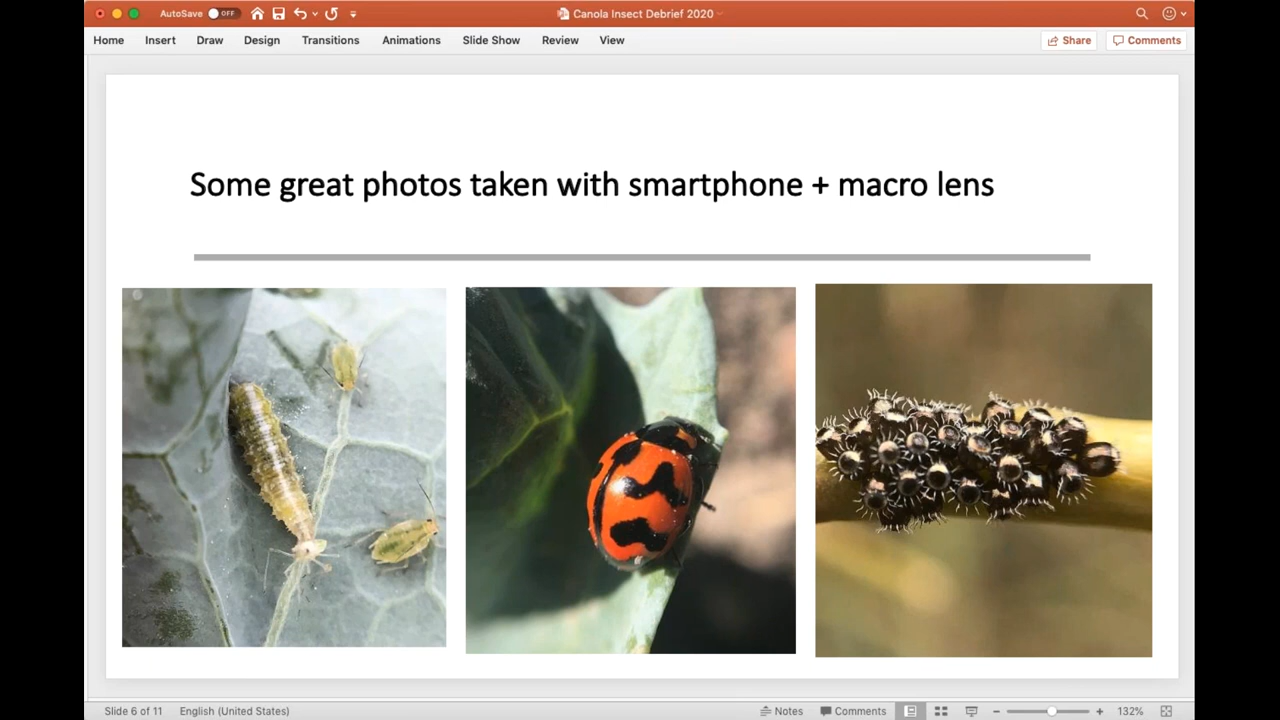 AutoSave OFF
Canola Insect Debrief 2020
Home Insert Draw Design Transitions Animations Slide Show Review View
Share Comments
Some great photos taken with smartphone + macro lens
Slide 6 of 11 English (United States) Notes Comments 132%